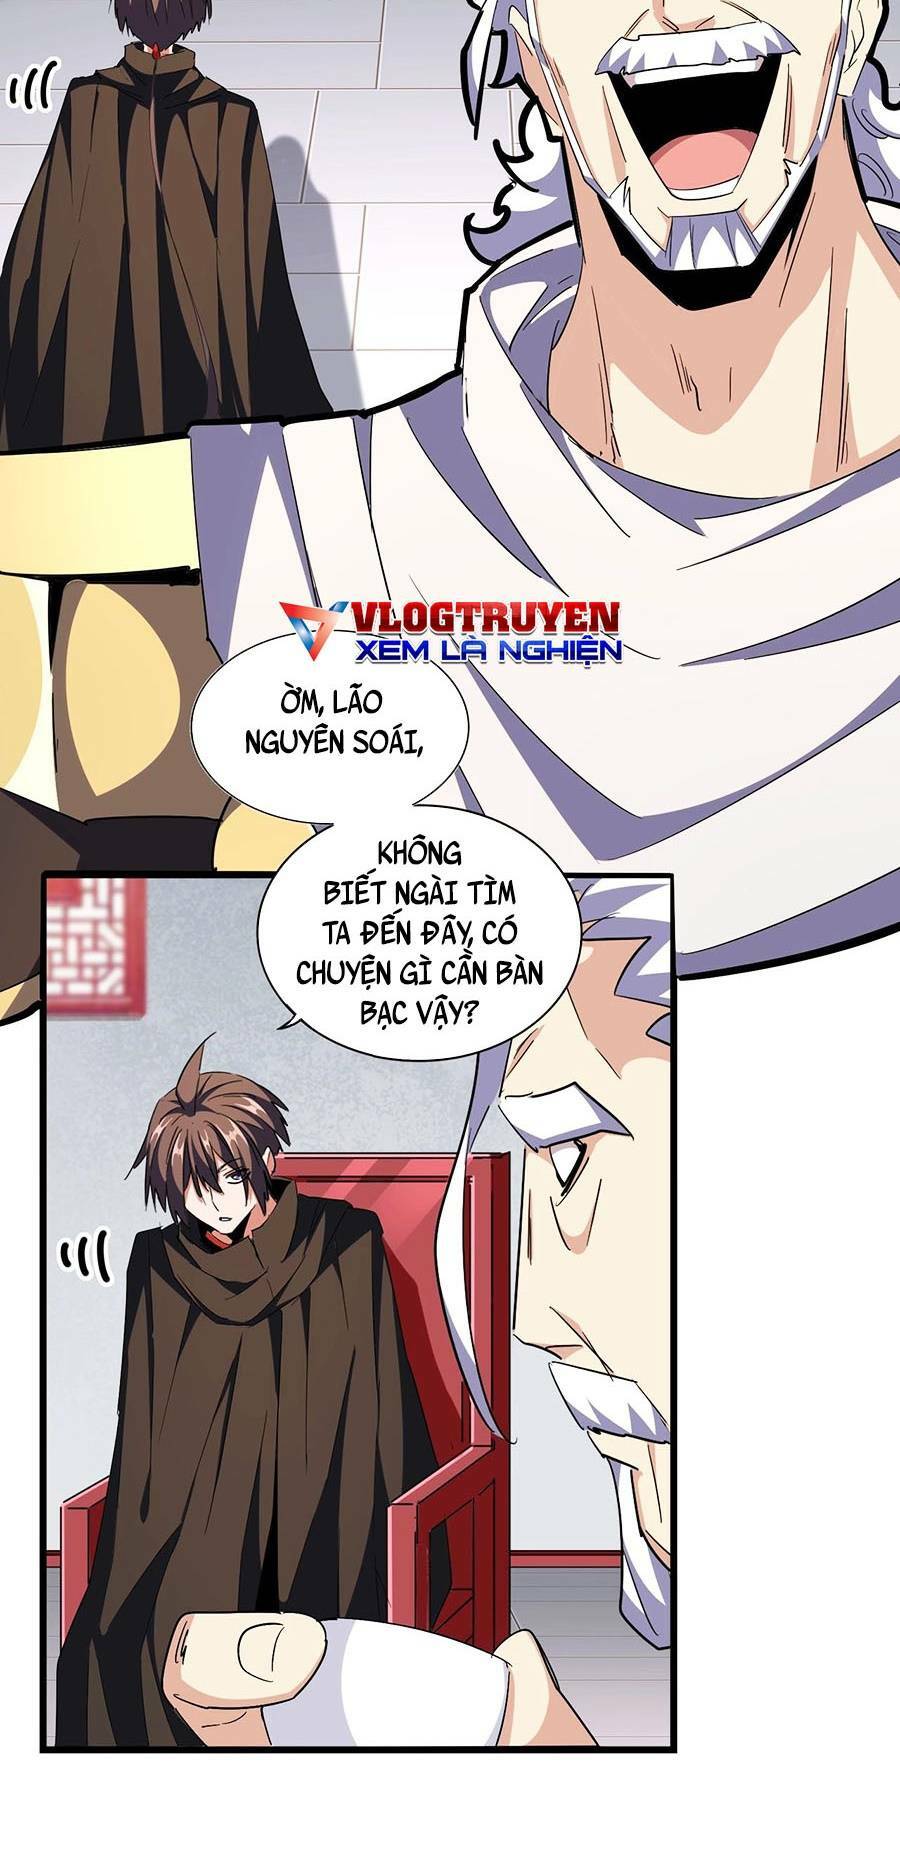 VLOGTRUYEN
XEM LÀ NGHIỆN
ỜM, LÃO
NGUYÊN SOÁI,
KHÔNG
BIẾT NGÀI TÌM
TA ĐẾN ĐÂY, CÓ
CHUYỆN GÌ CẦN BÀN
BẠC VẬY?